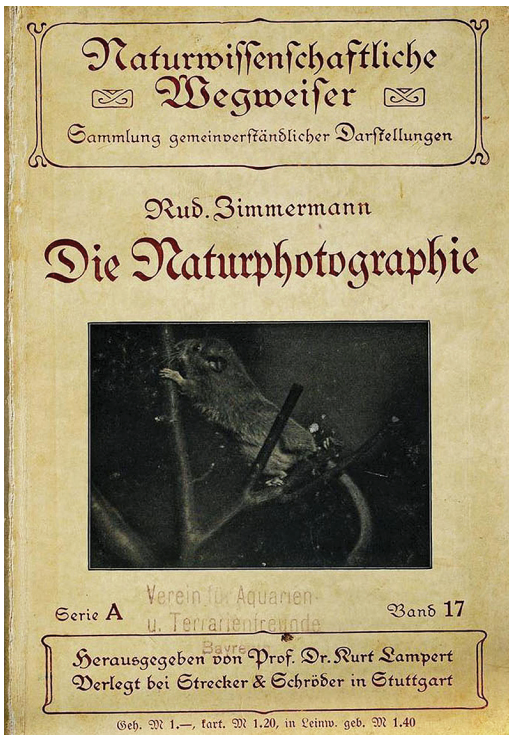 Naturwissenschaftliche
Wegweiser
Sammlung gemeinverständlicher Darstellungen
Rud. Zimmermann
Die Naturphotographie
Verein für Aquarien-
u. Terrarienfreunde
Serie A
Band 17
Herausgegeben von Prof. Dr. Kurt Lampert
Verlegt bei Strecker & Schröder in Stuttgart
Geh. M 1.—, kart. M 1.20, in Leinw. geb. M 1.40